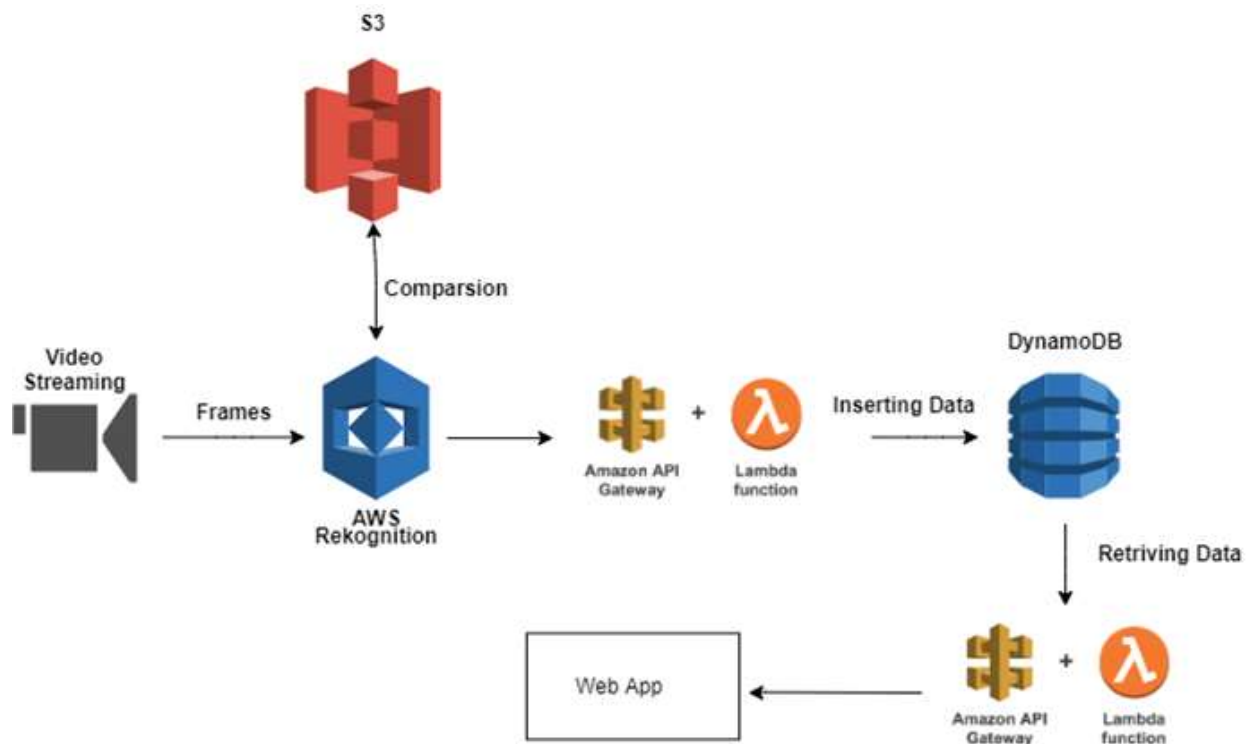 S3
Comparsion
Video
Streaming
Frames
AWS
Rekognition
Amazon API
Gateway
+
λ
Lambda
function
Inserting Data
DynamoDB
Retriving Data
Amazon API
Gateway
+
λ
Lambda
function
Web App